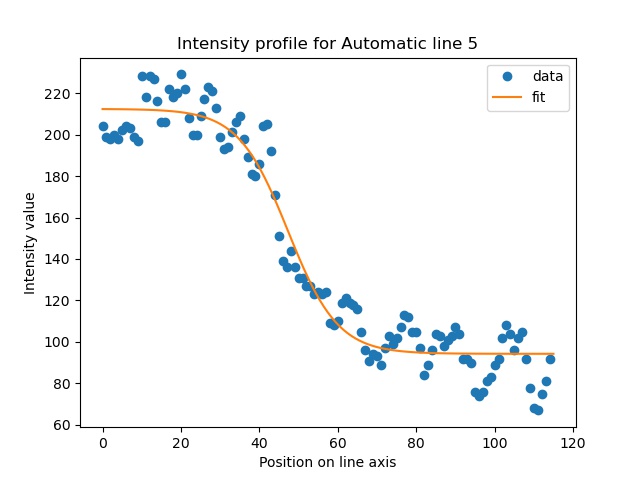 Intensity profile for Automatic line 5
data
fit
Intensity value
220
200
180
160
140
120
100
80
60
0 20 40 60 80 100 120
Position on line axis